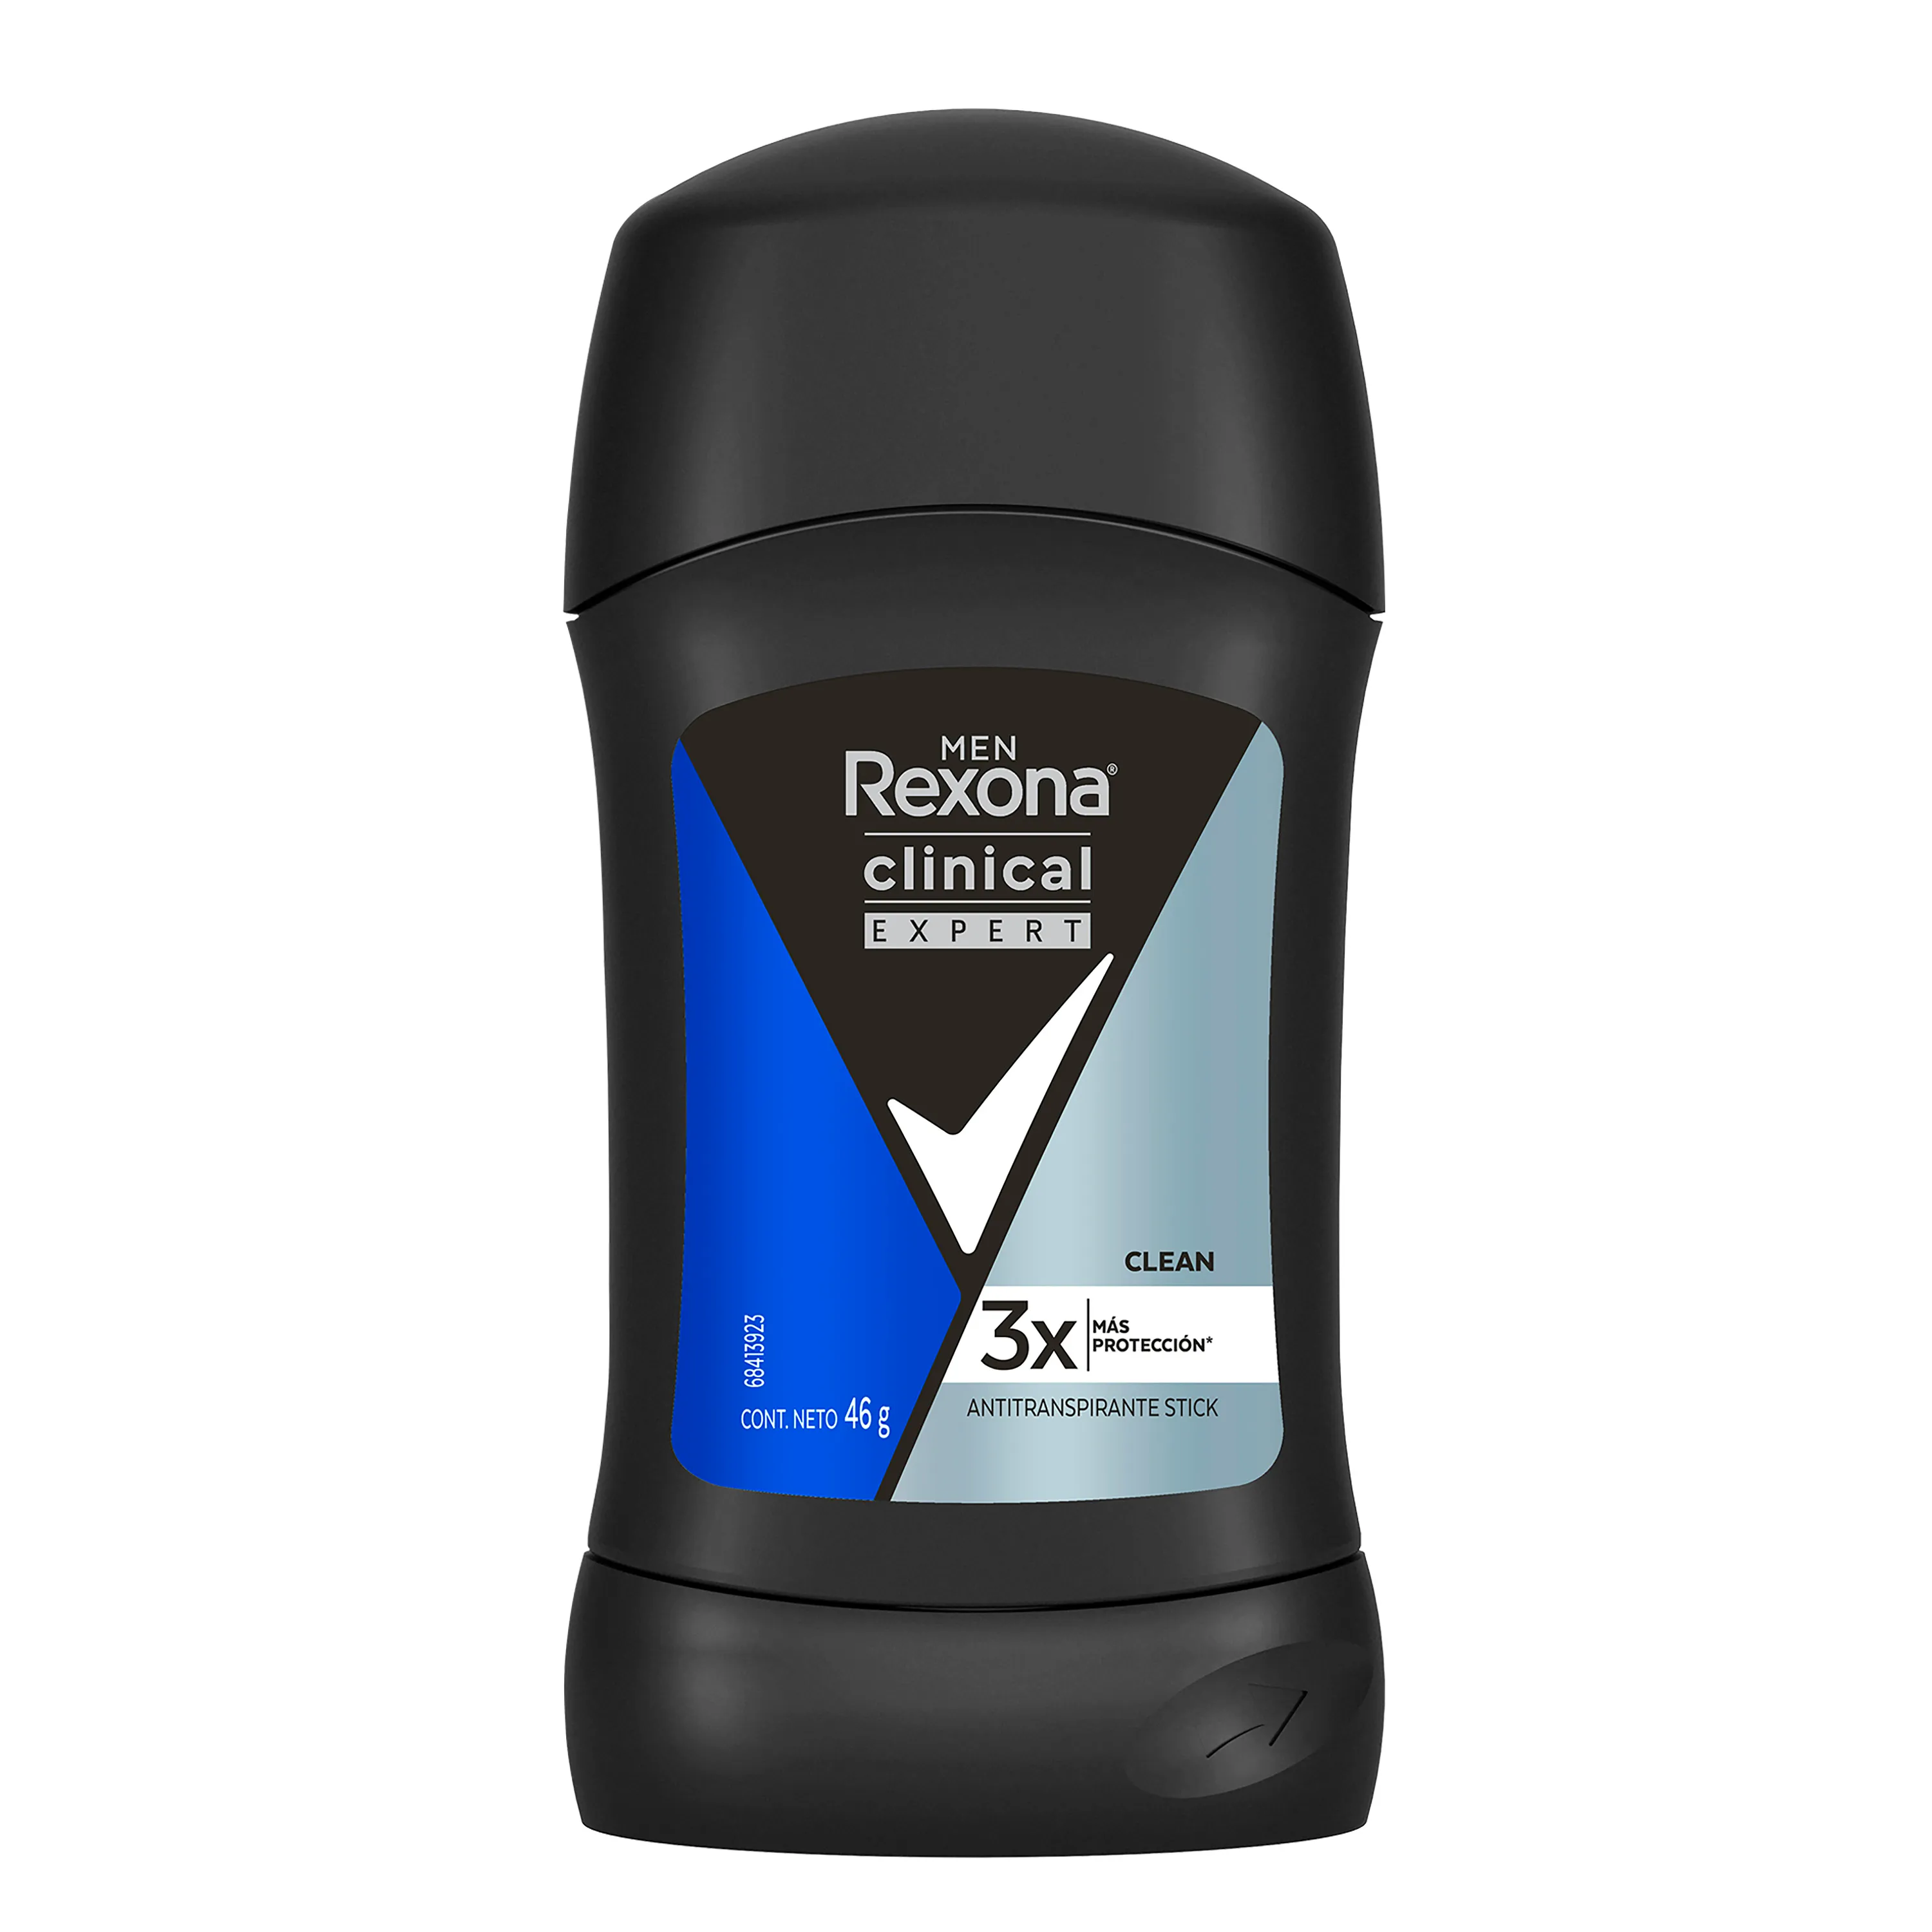 MEN
Rexona®
clinical
EXPERT
CLEAN
3x MÁS
PROTECCIÓN*
ANTITRANSPIRANTE STICK
68413923
CONT. NETO 46 g